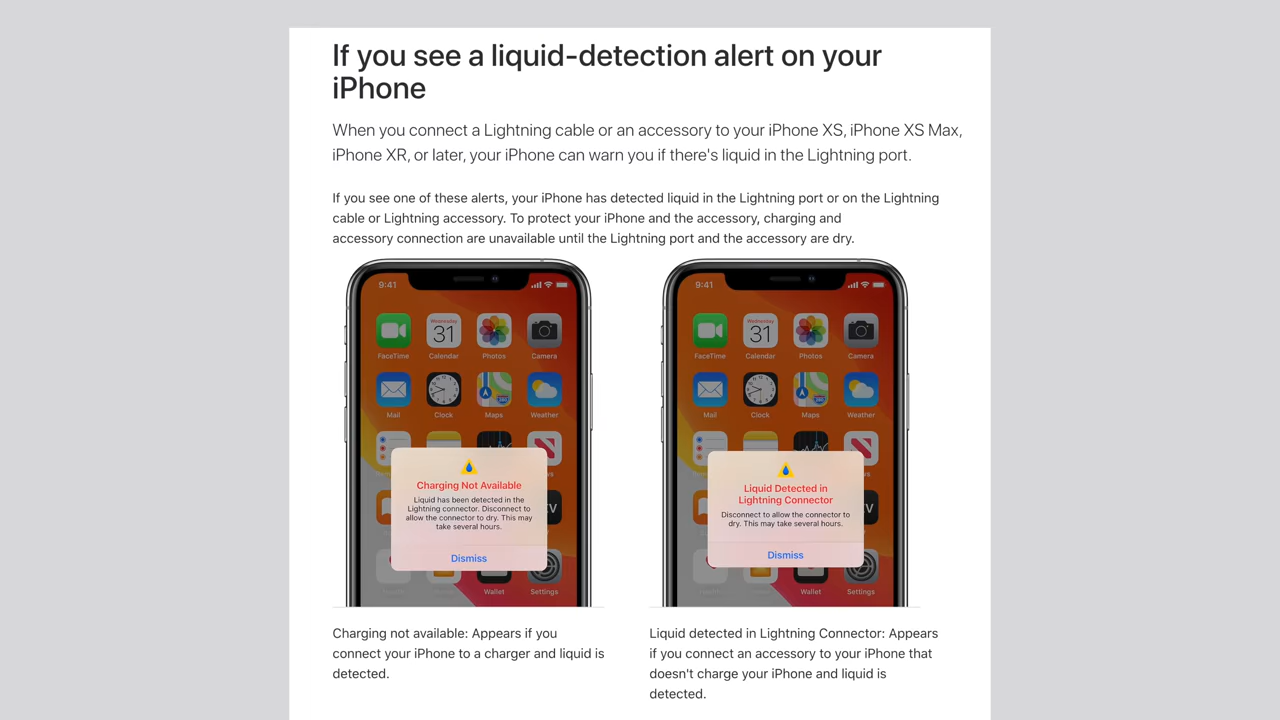 If you see a liquid-detection alert on your
iPhone
When you connect a Lightning cable or an accessory to your iPhone XS, iPhone XS Max,
iPhone XR, or later, your iPhone can warn you if there's liquid in the Lightning port.
If you see one of these alerts, your iPhone has detected liquid in the Lightning port or on the Lightning
cable or Lightning accessory. To protect your iPhone and the accessory, charging and
accessory connection are unavailable until the Lightning port and the accessory are dry.
9:41
Wednesday
31
FaceTime Calendar Photos Camera
Mail Clock Maps Weather
Charging Not Available
Liquid has been detected in the
Lightning connector. Disconnect to
allow the connector to dry. This may
take several hours.
Dismiss
Wallet Settings
9:41
Wednesday
31
FaceTime Calendar Photos Camera
Mail Clock Maps Weather
Liquid Detected in
Lightning Connector
Disconnect to allow the connector to
dry. This may take several hours.
Dismiss
Wallet Settings
Charging not available: Appears if you
connect your iPhone to a charger and liquid is
detected.
Liquid detected in Lightning Connector: Appears
if you connect an accessory to your iPhone that
doesn't charge your iPhone and liquid is
detected.